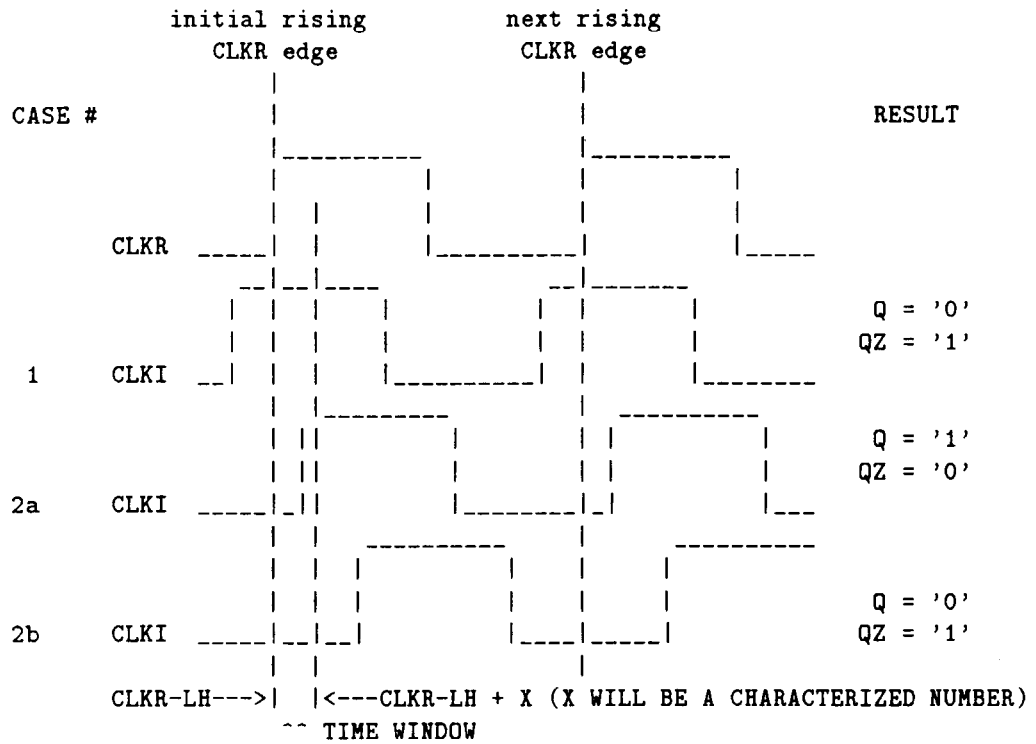 initial rising next rising
CLKR edge CLKR edge
CASE # RESULT
CLKR
Q = '0'
QZ = '1'
1 CLKI
Q = '1'
QZ = '0'
2a CLKI
Q = '0'
QZ = '1'
2b CLKI
CLKR-LH--->| |<---CLKR-LH + X (X WILL BE A CHARACTERIZED NUMBER)
^^ TIME WINDOW